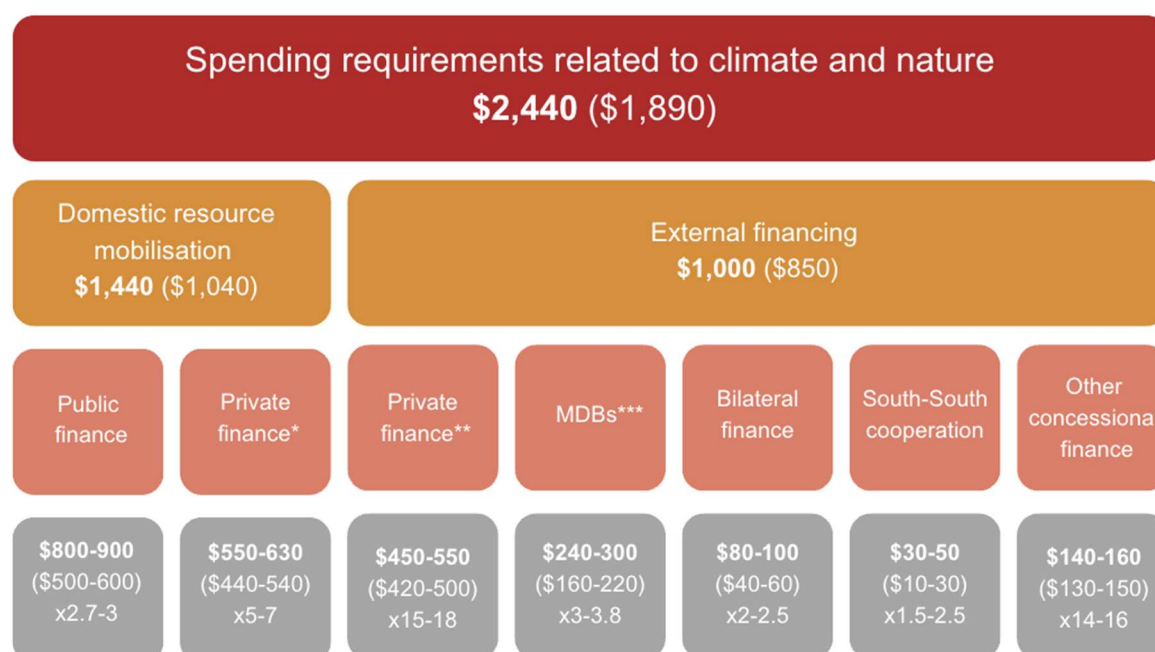 Spending requirements related to climate and nature
$2,440 ($1,890)
Domestic resource
mobilisation
$1,440 ($1,040)
External financing
$1,000 ($850)
Public
finance
Private
finance*
Private
finance**
MDBs***
Bilateral
finance
South-South
cooperation
Other
concessiona
finance
$800-900
($500-600)
x2.7-3
$550-630
($440-540)
x5-7
$450-550
($420-500)
x15-18
$240-300
($160-220)
x3-3.8
$80-100
($40-60)
x2-2.5
$30-50
($10-30)
x1.5-2.5
$140-160
($130-150)
x14-16